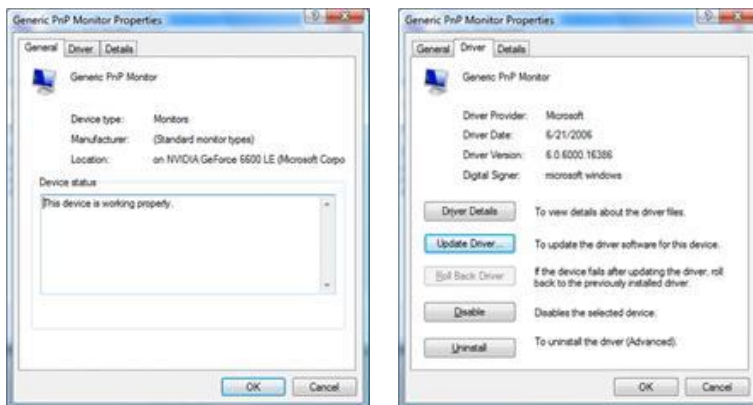 Generic PnP Monitor Properties
General Driver Details
Generic PnP Monitor
Device type: Monitors
Manufacturer: (Standard monitor types)
Location: on NVIDIA GeForce 6600 LE (Microsoft Corpo
Device status
This device is working properly.
OK Cancel
Generic PnP Monitor Properties
General Driver Details
Generic PnP Monitor
Driver Provider: Microsoft
Driver Date: 6/21/2006
Driver Version: 6.0.6000.16386
Digital Signer: microsoft windows
Driver Details To view details about the driver files.
Update Driver... To update the driver software for this device.
Roll Back Driver If the device fails after updating the driver, roll
back to the previously installed driver.
Disable Disables the selected device.
Uninstall To uninstall the driver (Advanced).
OK Cancel